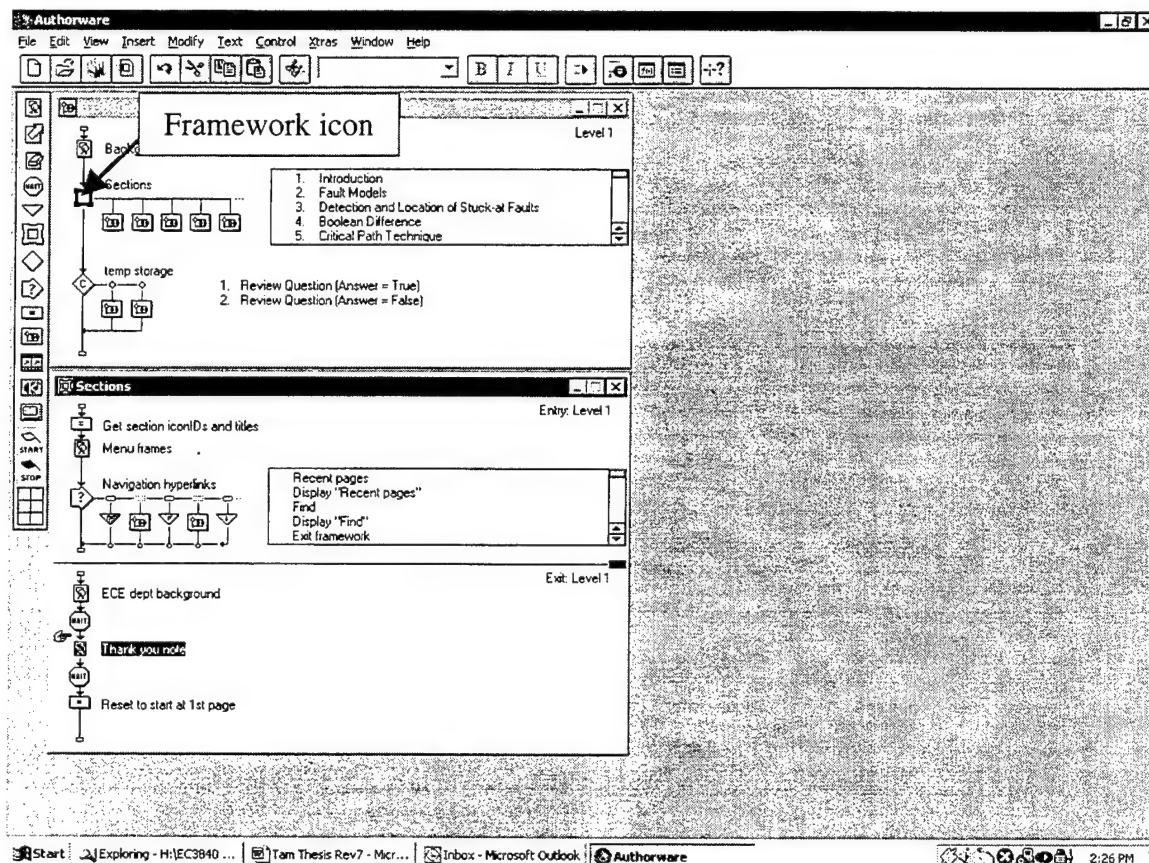 Authorware
File Edit View Insert Modify Text Control Xtras Window Help
B I U
Framework icon
Level 1
Sections
1. Introduction
2. Fault Models
3. Detection and Location of Stuck-at Faults
4. Boolean Difference
5. Critical Path Technique
temp storage
1. Review Question (Answer = True)
2. Review Question (Answer = False)
START
STOP
Sections
Entry: Level 1
Get section iconIDs and titles
Menu frames
Navigation hyperlinks
Recent pages
Display "Recent pages"
Find
Display "Find"
Exit framework
Exit: Level 1
ECE dept background
WAIT
Thank you note
WAIT
Reset to start at 1st page
Start Exploring - H:\EC3840 ... Tam Thesis Rev7 - Micr... Inbox - Microsoft Outlook Authorware 2:26 PM